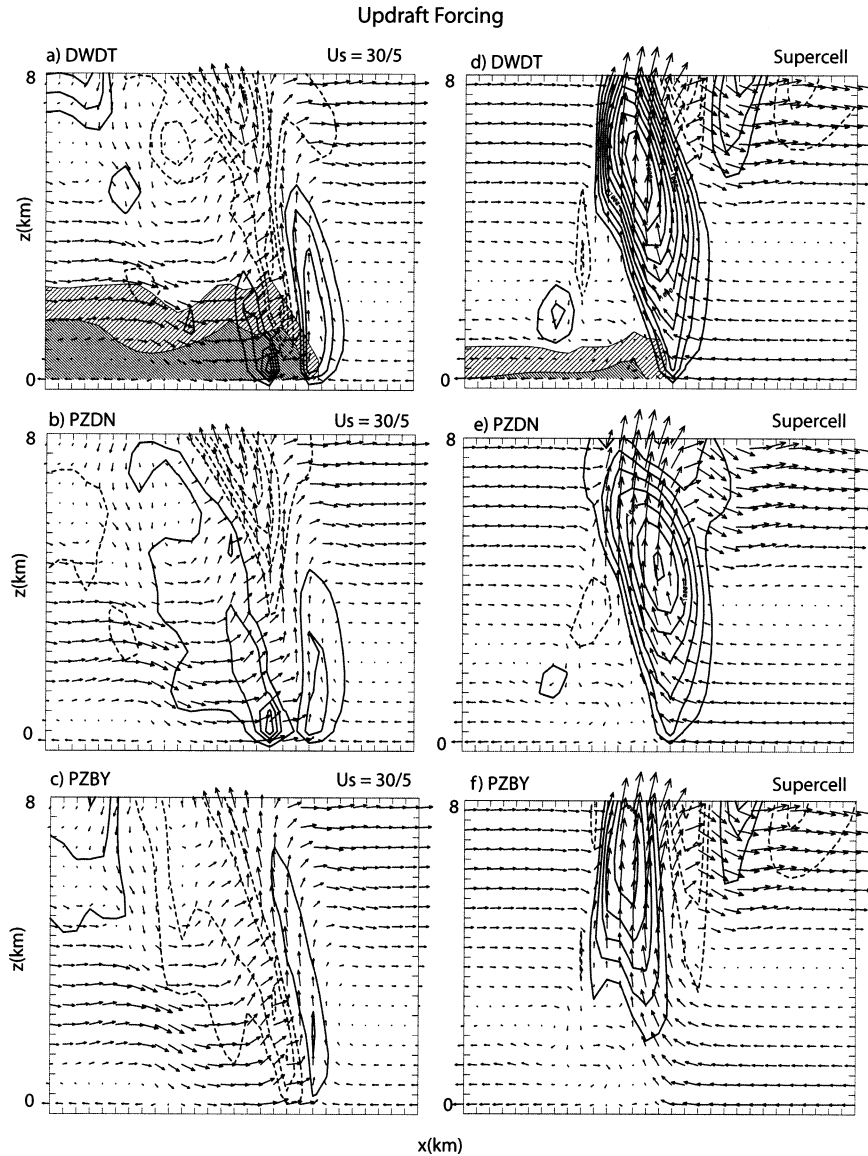 Updraft Forcing
a) DWDT Us = 30/5
8
z(km)
0
d) DWDT Supercell
8
0
b) PZDN Us = 30/5
8
z(km)
0
e) PZDN Supercell
8
0
c) PZBY Us = 30/5
8
z(km)
0
f) PZBY Supercell
8
0
x(km)